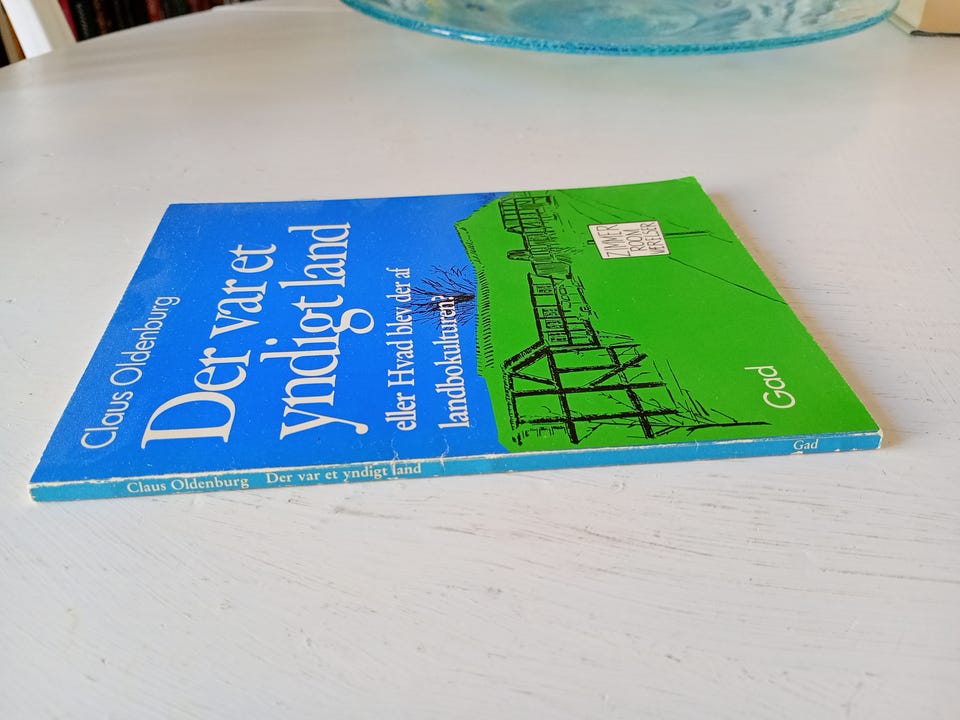 Claus Oldenburg
Der var et
yndigt land
eller Hvad blev der af
landbokulturen?
ZIMMER
ROOM
VÆRELSER
Gad
Claus Oldenburg Der var et yndigt land Gad